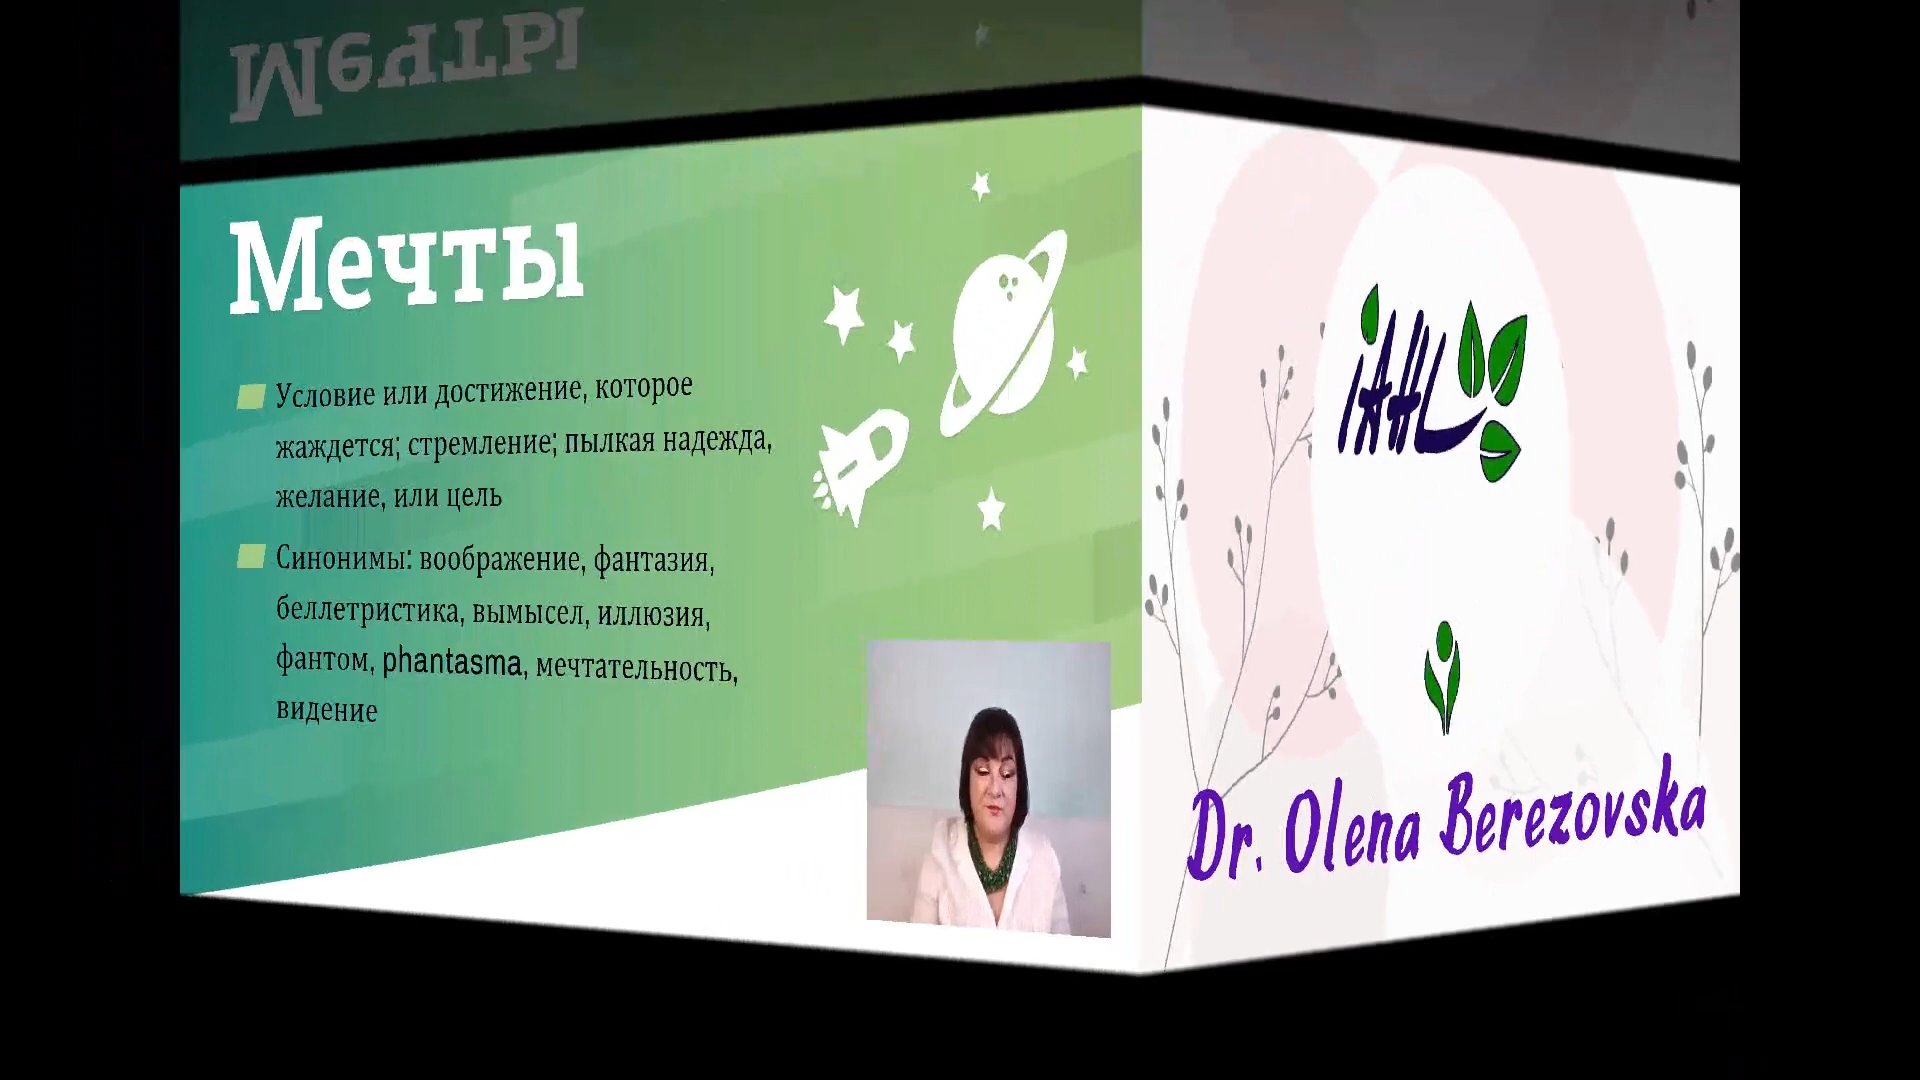 Мечты
Условие или достижение, которое
жаждется; стремление; пылкая надежда,
желание, или цель
Синонимы: воображение, фантазия,
беллетристика, вымысел, иллюзия,
фантом, phantasma, мечтательность,
видение
iAHL
Dr. Olena Berezovska